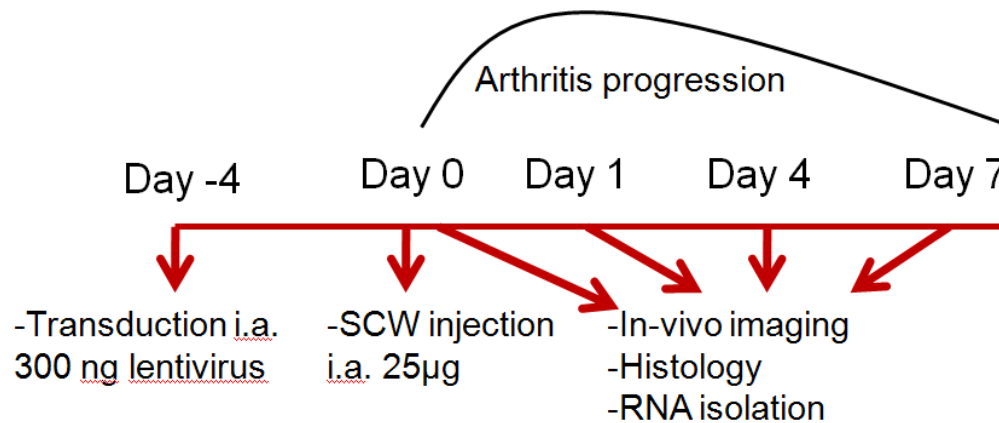 Arthritis progression
Day -4
Day 0
Day 1
Day 4
Day 7
-Transduction i.a.
300 ng lentivirus
-SCW injection
i.a. 25µg
-In-vivo imaging
-Histology
-RNA isolation